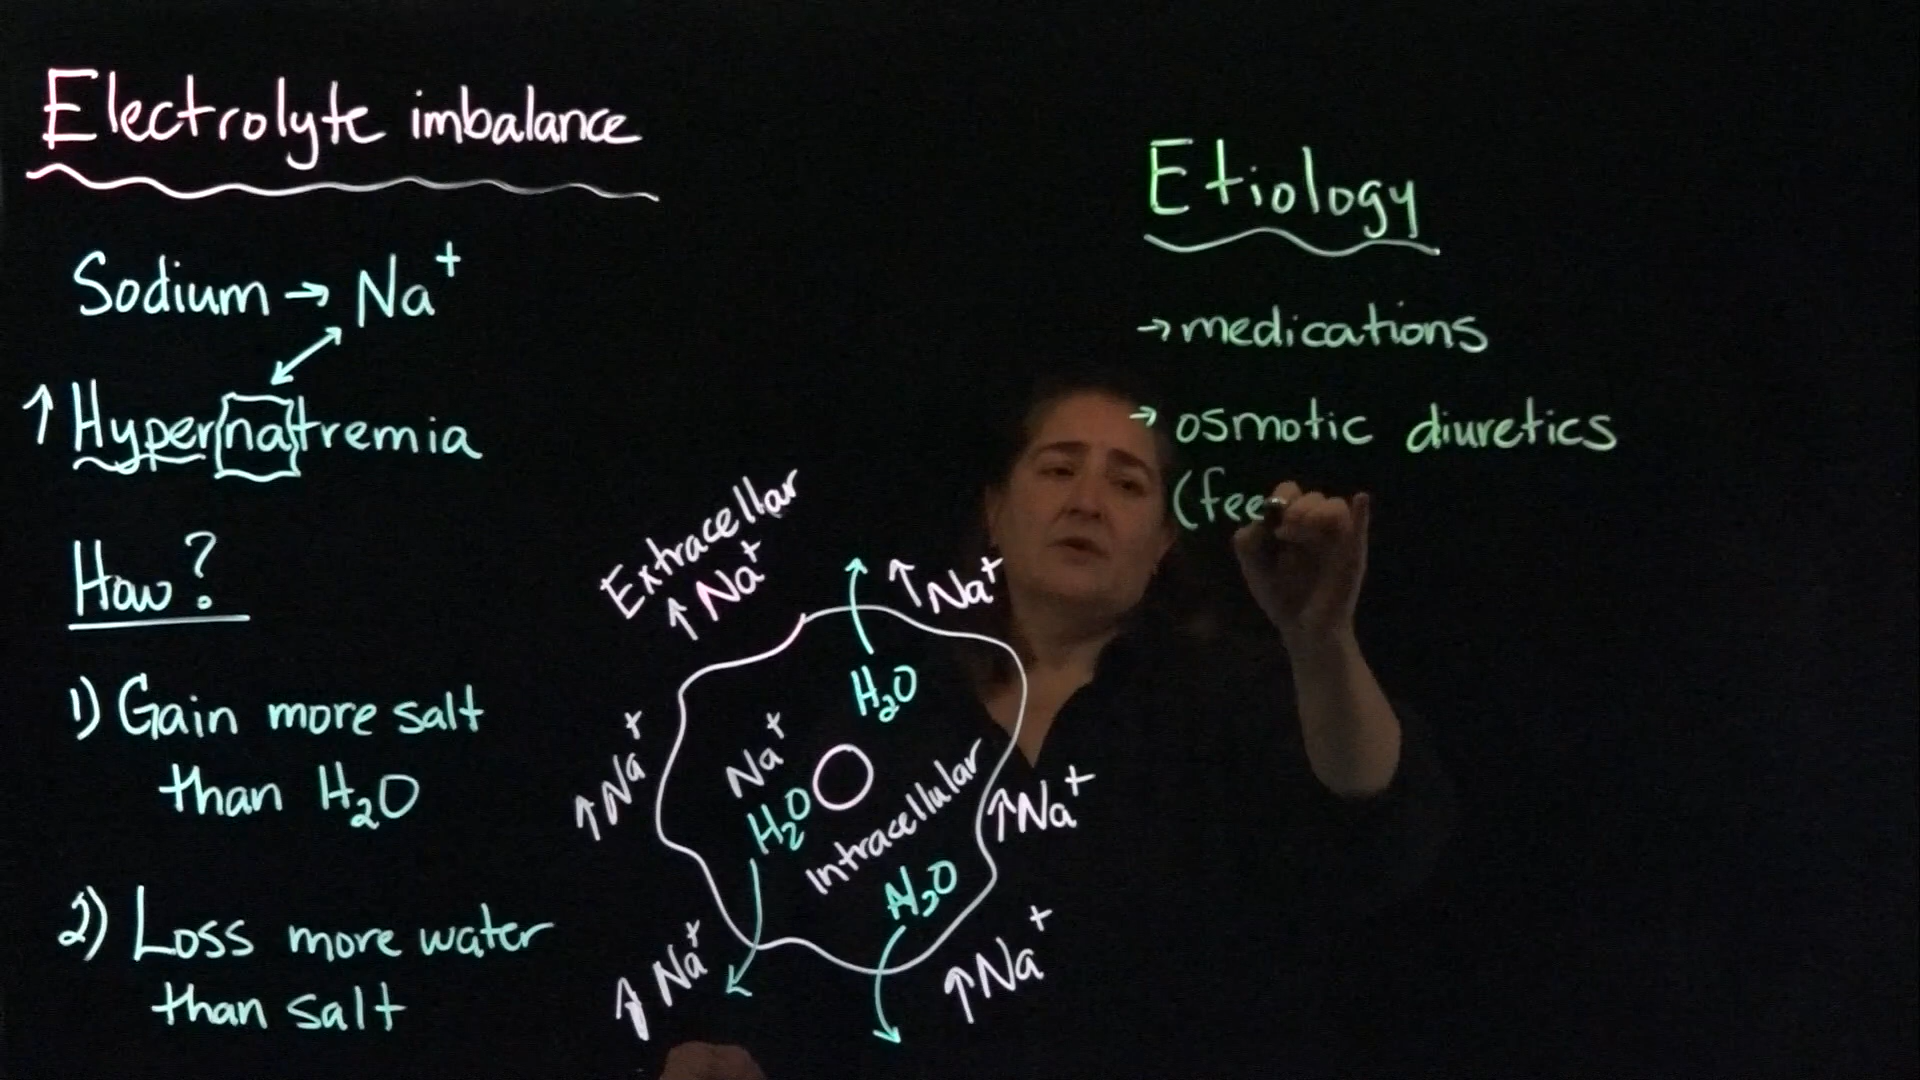 Electrolyte imbalance
Sodium → Na⁺
↑ Hypernatremia
How?
1) Gain more salt
than H₂O
2) Loss more water
than salt
Extracellar
↑ Na⁺
↑ Na⁺
H₂O
↑ Na⁺
Na⁺
H₂O
Intracellular
↑ Na⁺
H₂O
↑ Na⁺
↑ Na⁺
Etiology
→ medications
→ osmotic diuretics
(fee